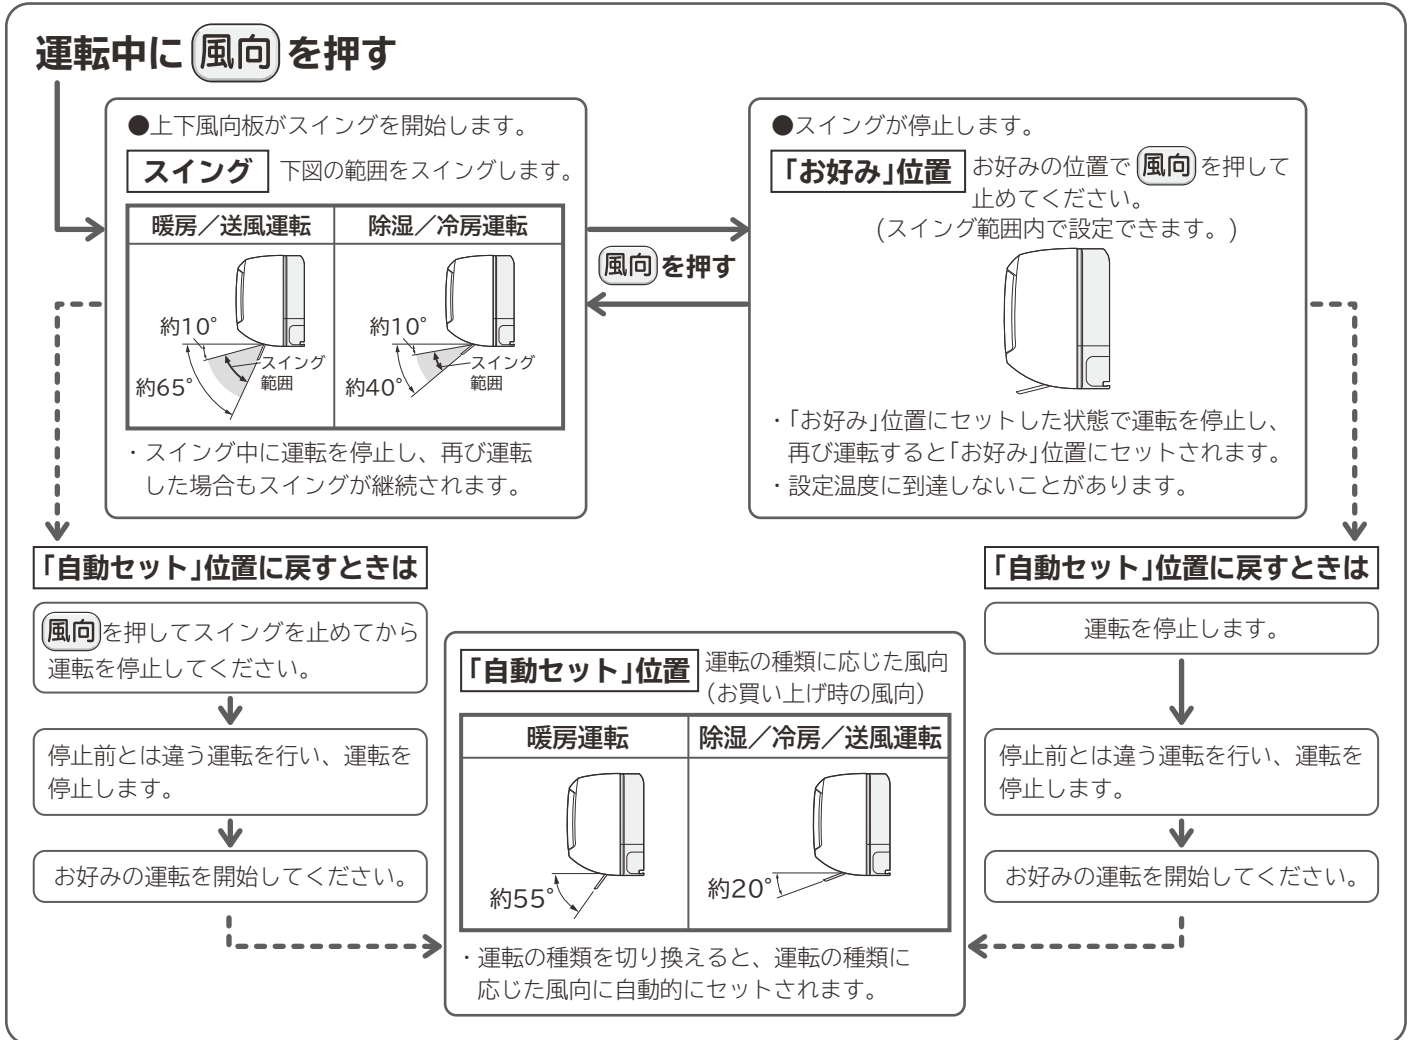 運転中に 風向 を押す
●上下風向板がスイングを開始します。
スイング 下図の範囲をスイングします。
暖房／送風運転
約10°
約65°
スイング
範囲
除湿／冷房運転
約10°
約40°
スイング
範囲
・スイング中に運転を停止し、再び運転
した場合もスイングが継続されます。
風向 を押す
●スイングが停止します。
「お好み」位置 お好みの位置で 風向 を押して
止めてください。
(スイング範囲内で設定できます。)
・「お好み」位置にセットした状態で運転を停止し、
再び運転すると「お好み」位置にセットされます。
・設定温度に到達しないことがあります。
「自動セット」位置に戻すときは
風向を押してスイングを止めてから
運転を停止してください。
停止前とは違う運転を行い、運転を
停止します。
お好みの運転を開始してください。
「自動セット」位置に戻すときは
運転を停止します。
停止前とは違う運転を行い、運転を
停止します。
お好みの運転を開始してください。
「自動セット」位置 運転の種類に応じた風向
（お買い上げ時の風向）
暖房運転
約55°
除湿／冷房／送風運転
約20°
・運転の種類を切り換えると、運転の種類に
応じた風向に自動的にセットされます。